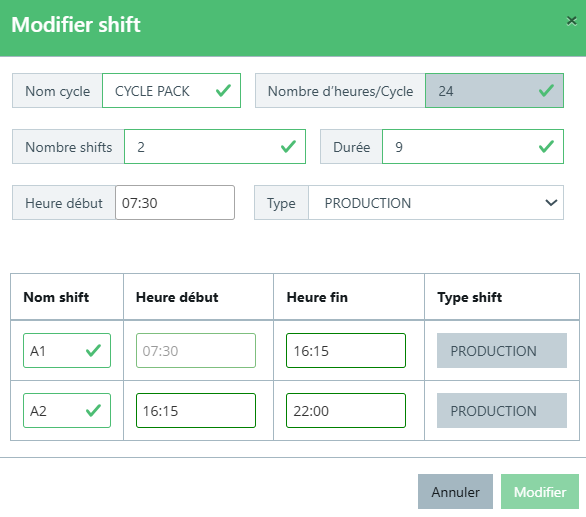 Modifier shift
×
Nom cycle CYCLE PACK Nombre d'heures/Cycle 24
Nombre shifts 2 Durée 9
Heure début 07:30 Type PRODUCTION
Nom shift Heure début Heure fin Type shift
A1 07:30 16:15 PRODUCTION
A2 16:15 22:00 PRODUCTION
Annuler Modifier